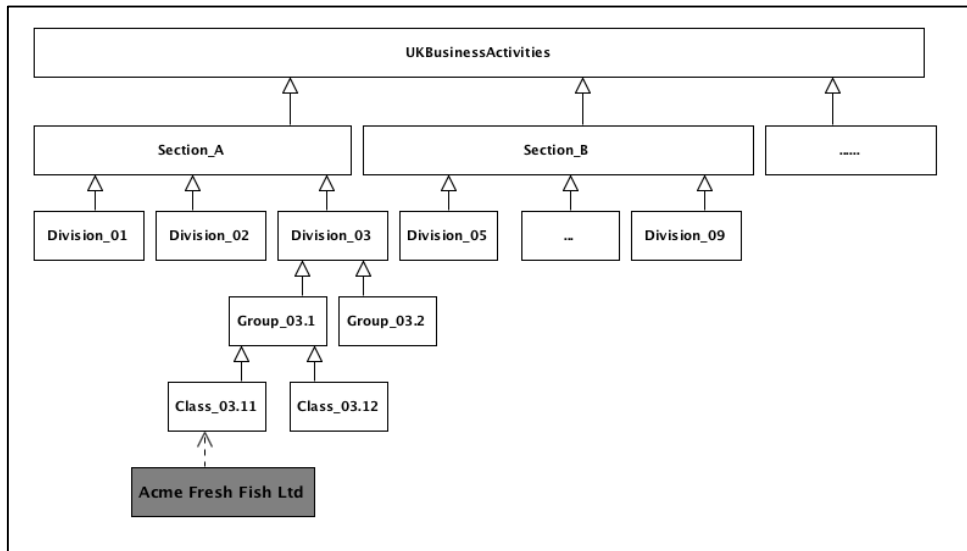 UKBusinessActivities
Section_A
Section_B
......
Division_01
Division_02
Division_03
Division_05
...
Division_09
Group_03.1
Group_03.2
Class_03.11
Class_03.12
Acme Fresh Fish Ltd